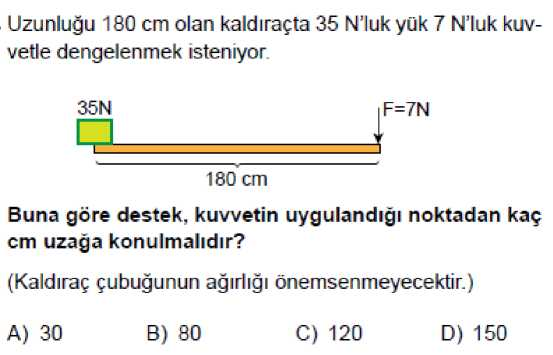 Uzunluğu 180 cm olan kaldıraçta 35 N'luk yük 7 N'luk kuv-
vetle dengelenmek isteniyor.
35N
F=7N
180 cm
Buna göre destek, kuvvetin uygulandığı noktadan kaç
cm uzağa konulmalıdır?
(Kaldıraç çubuğunun ağırlığı önemsenmeyecektir.)
A) 30 B) 80 C) 120 D) 150